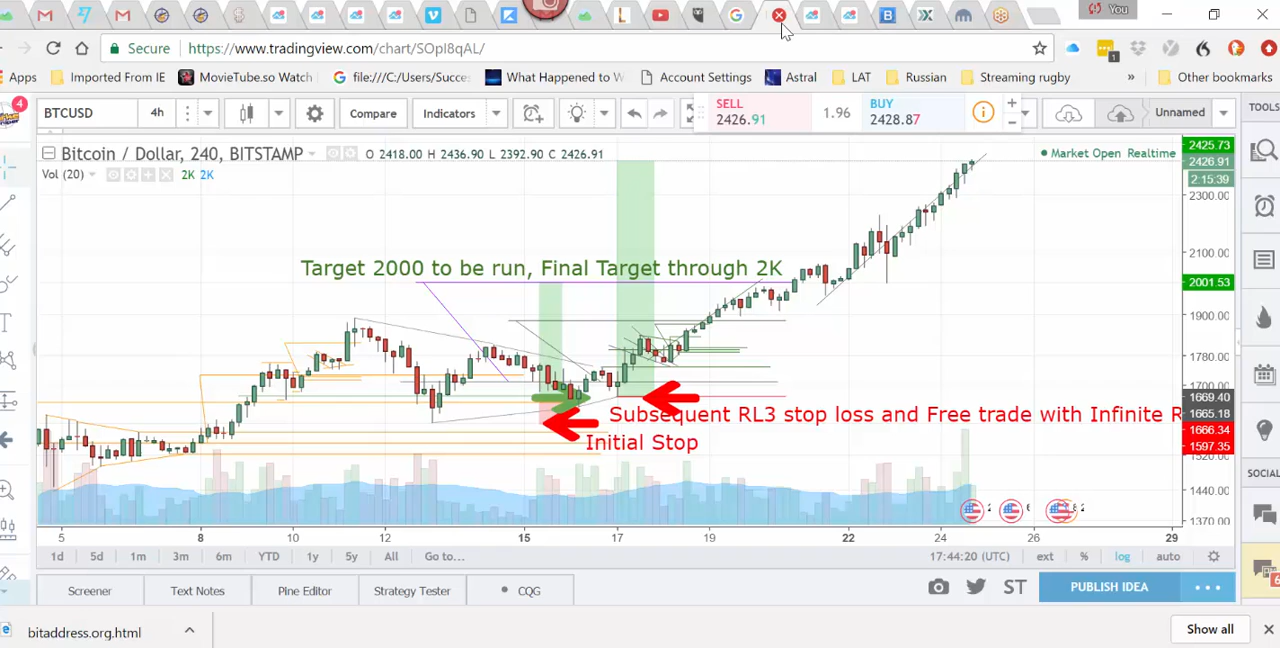 You
Secure https://www.tradingview.com/chart/SOpI8qAL/
1
Apps Imported From IE MovieTube.so Watch file:///C:/Users/Succe What Happened to W Account Settings Astral LAT Russian Streaming rugby » Other bookmarks
4 BTCUSD 4h Compare Indicators SELL 2426.91 1.96 BUY 2428.87 Unnamed TOOLS
Bitcoin / Dollar, 240, BITSTAMP O 2418.00 H 2436.90 L 2392.90 C 2426.91 Market Open Realtime
Vol (20) 2K 2K
2425.73
2426.91
2:15:39
2300.00
2100.00
Target 2000 to be run, Final Target through 2K
2001.53
1900.00
1780.00
1700.00
1669.40
1665.18
Subsequent RL3 stop loss and Free trade with Infinite R
1666.34
Initial Stop
1597.35
1520.00
SOCIAL
1440.00
1370.00
5 8 10 12 15 17 19 22 24 26 29
1d 5d 1m 3m 6m YTD 1y 5y All Go to... 17:44:20 (UTC) ext % log auto
Screener Text Notes Pine Editor Strategy Tester CQG ST PUBLISH IDEA
bitaddress.org.html Show all